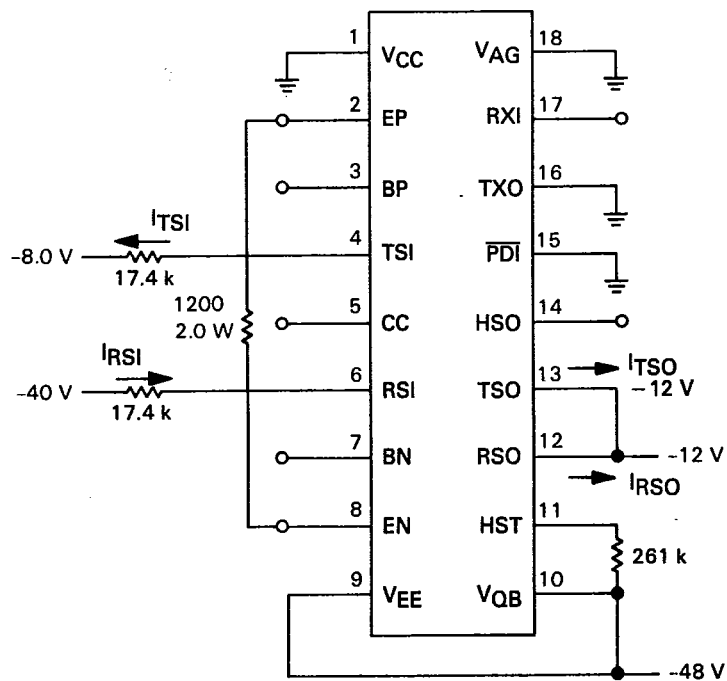 1 VCC VAG 18
2 EP RXI 17
3 BP TXO 16
ITSI
-8.0 V 17.4 k 4 TSI PDI 15
1200
2.0 W
5 CC HSO 14
IRSI
-40 V 17.4 k 6 RSI TSO 13
ITSO
-12 V
7 BN RSO 12 -12 V
IRSO
8 EN HST 11
261 k
9 VEE VQB 10
-48 V